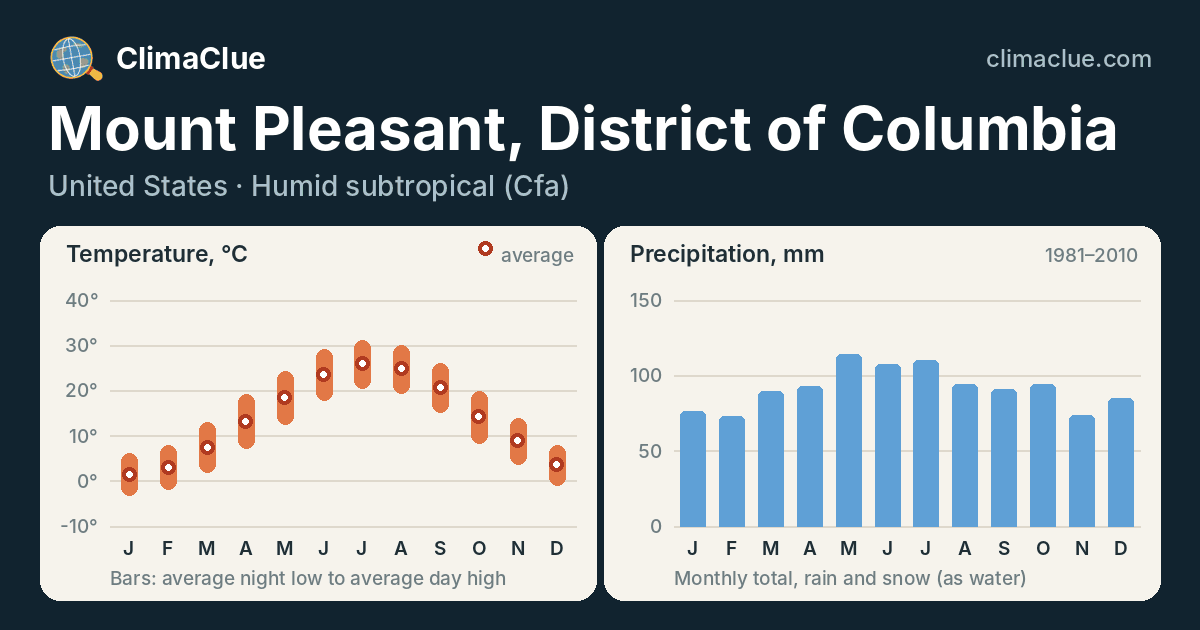 ClimaClue
climaclue.com
Mount Pleasant, District of Columbia
United States · Humid subtropical (Cfa)
Temperature, °C
average
40°
30°
20°
10°
0°
-10°
J F M A M J J A S O N D
Bars: average night low to average day high
Precipitation, mm
1981–2010
150
100
50
0
J F M A M J J A S O N D
Monthly total, rain and snow (as water)